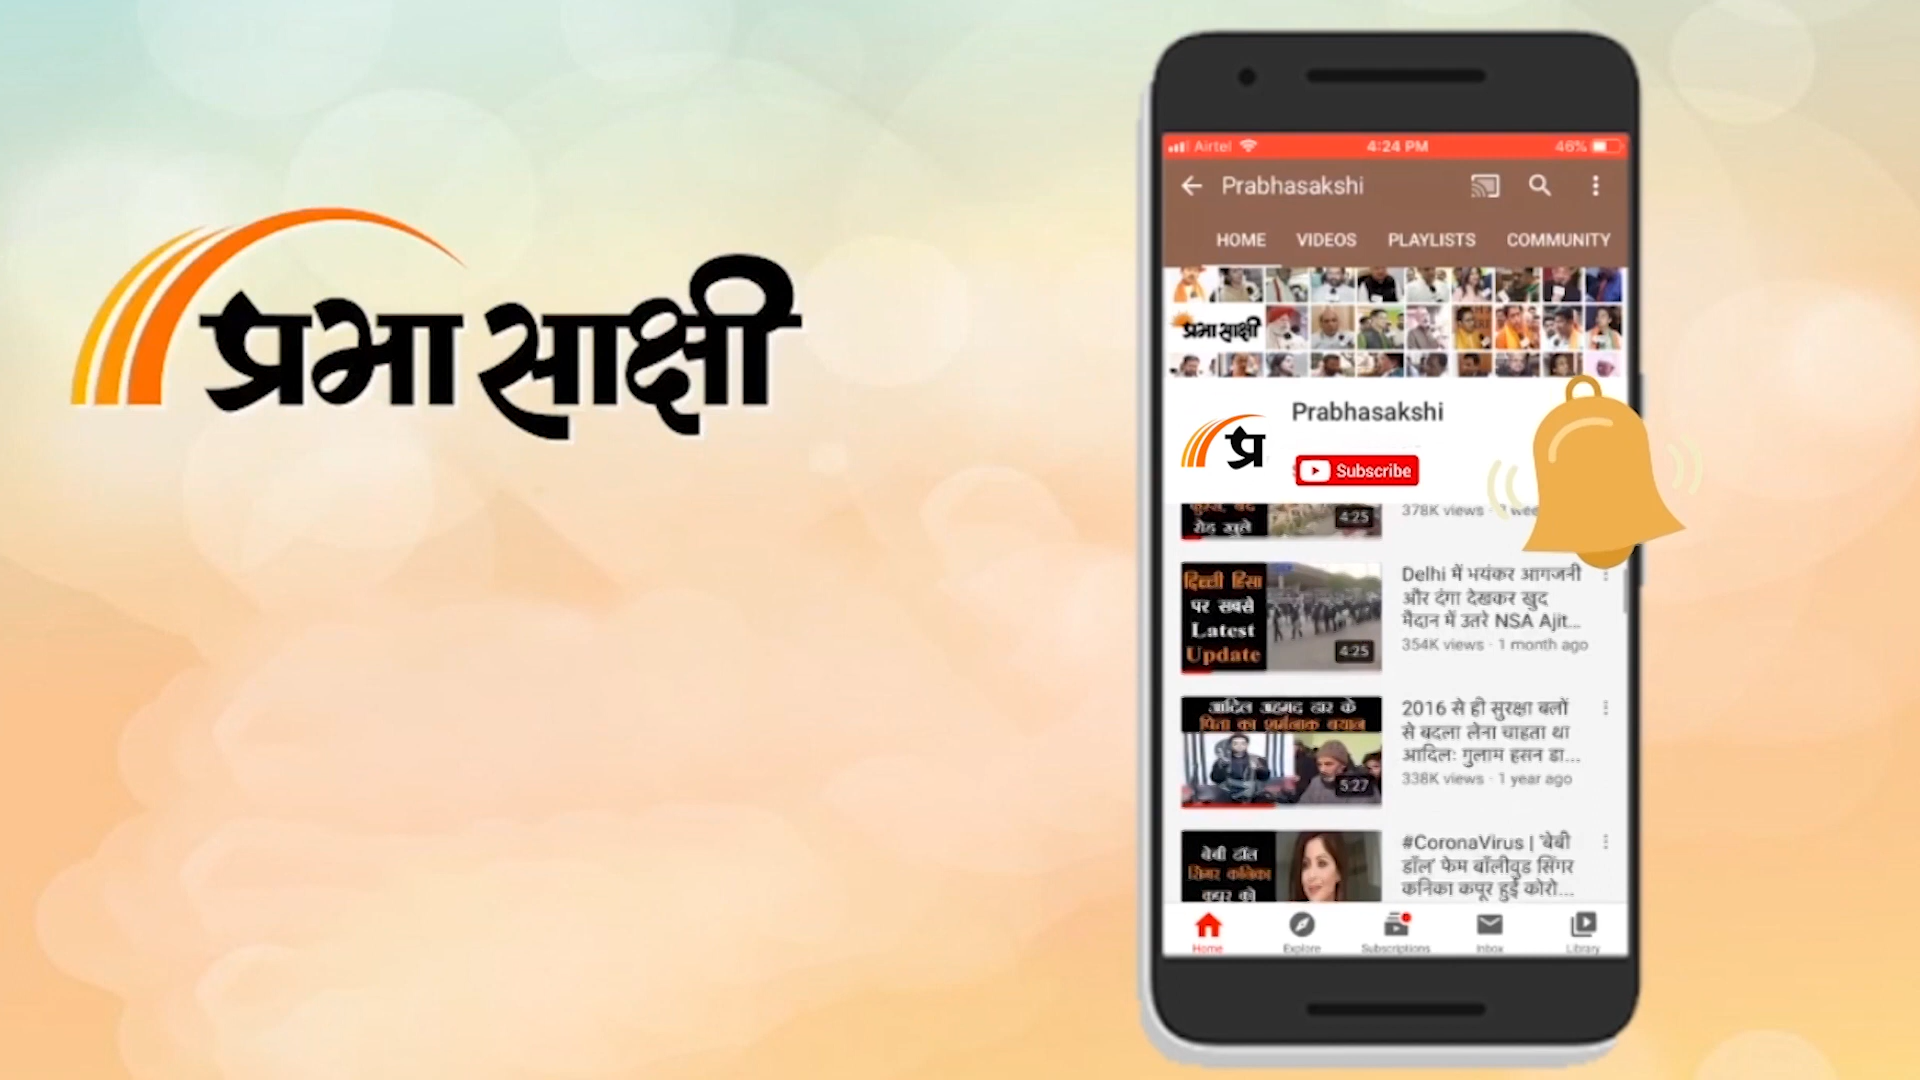 प्रभा साक्षी
Airtel 4:24 PM 46%
Prabhasakshi
HOME VIDEOS PLAYLISTS COMMUNITY
प्रभा साक्षी
Prabhasakshi
प्र
Subscribe
रोड खुले
4:25
378K views
दिल्ली हिंसा
पर सबसे
Latest
Update
4:25
Delhi में भयंकर आगजनी
और दंगा देखकर खुद
मैदान में उतरे NSA Ajit...
354K views · 1 month ago
आदिल अहमद डार के
पिता का शर्मनाक बयान
5:27
2016 से ही सुरक्षा बलों
से बदला लेना चाहता था
आदिलः गुलाम हसन डा...
338K views · 1 year ago
बेबी डॉल
सिंगर कनिका
कपूर को
#CoronaVirus | 'बेबी
डॉल' फेम बॉलीवुड सिंगर
कनिका कपूर हुई कोरो...
Home Explore Subscriptions Inbox Library